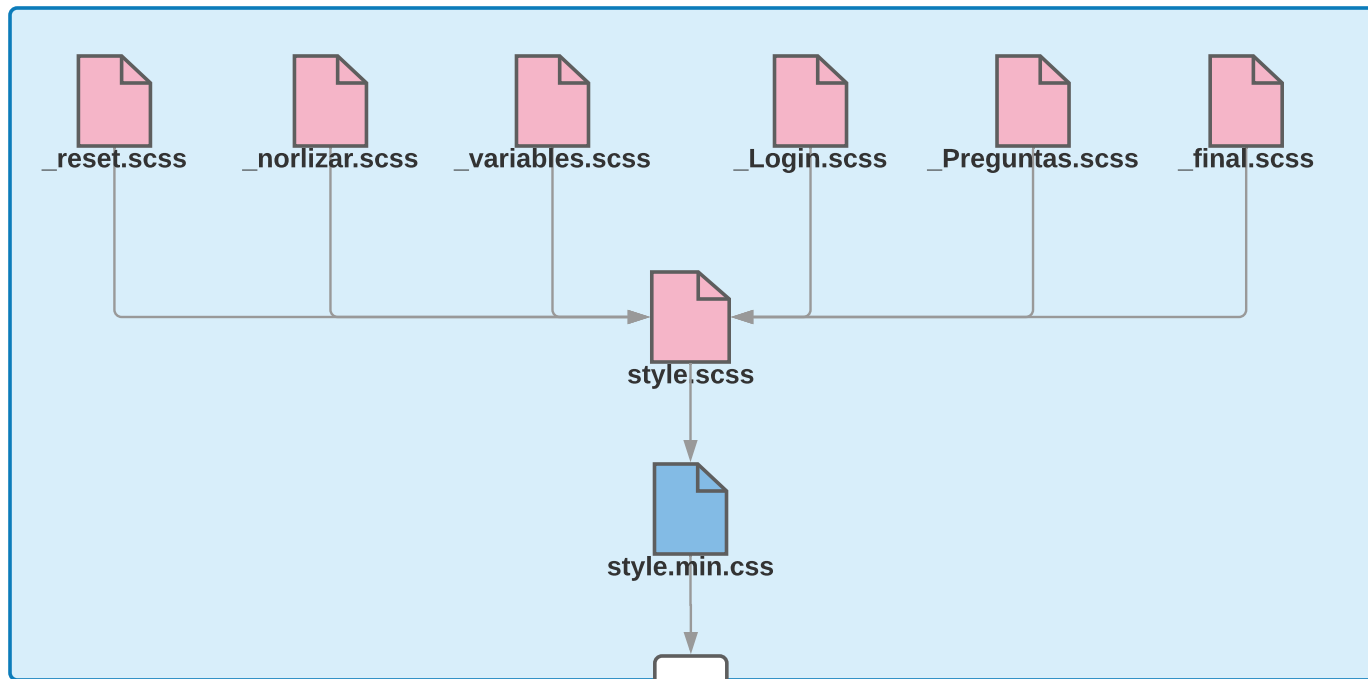 _reset.scss
_norlizar.scss
_variables.scss
_Login.scss
_Preguntas.scss
_final.scss
style.scss
style.min.css